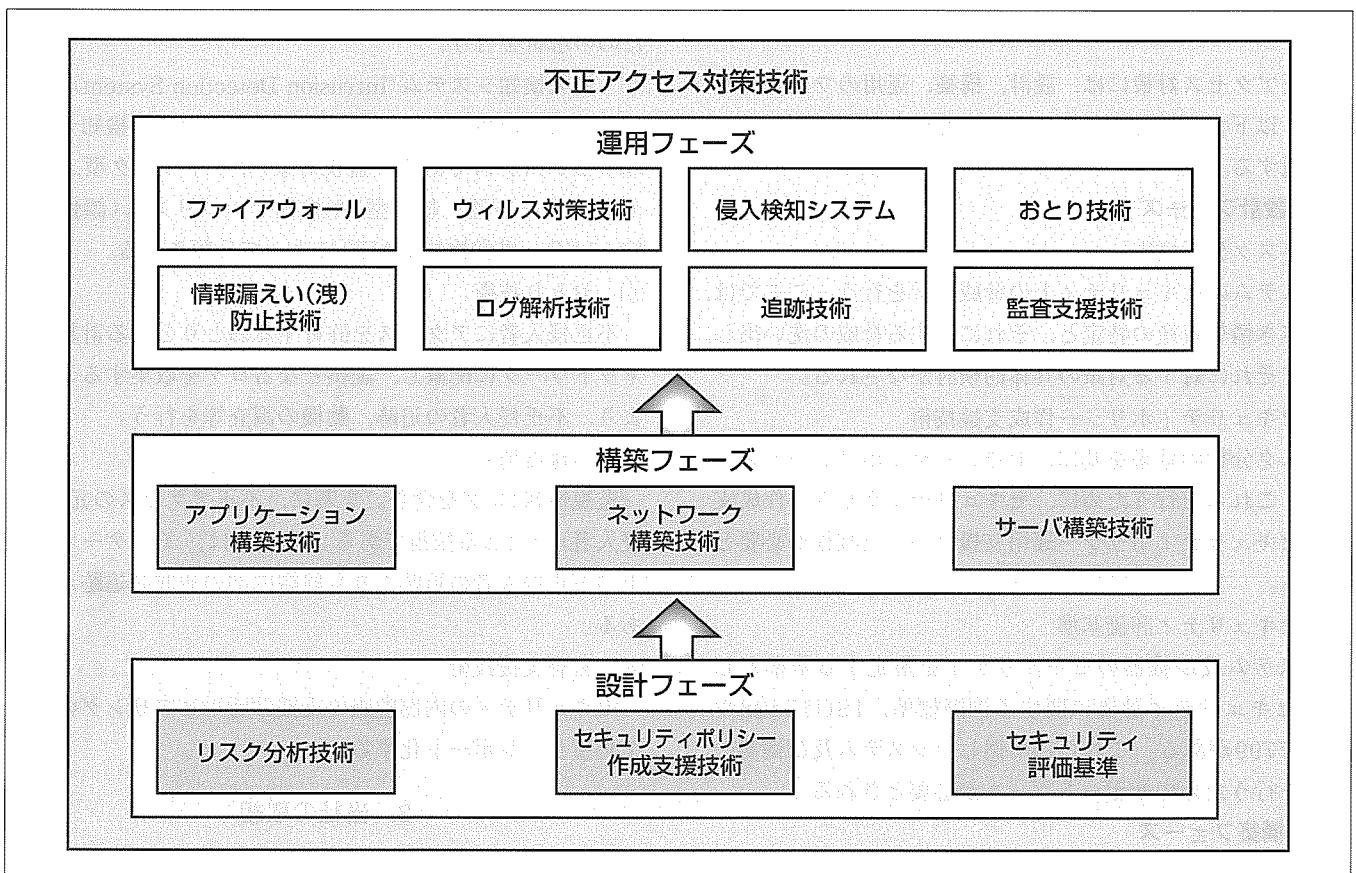 不正アクセス対策技術
運用フェーズ
ファイアウォール
ウィルス対策技術
侵入検知システム
おとり技術
情報漏えい(洩)
防止技術
ログ解析技術
追跡技術
監査支援技術
構築フェーズ
アプリケーション
構築技術
ネットワーク
構築技術
サーバ構築技術
設計フェーズ
リスク分析技術
セキュリティポリシー
作成支援技術
セキュリティ
評価基準